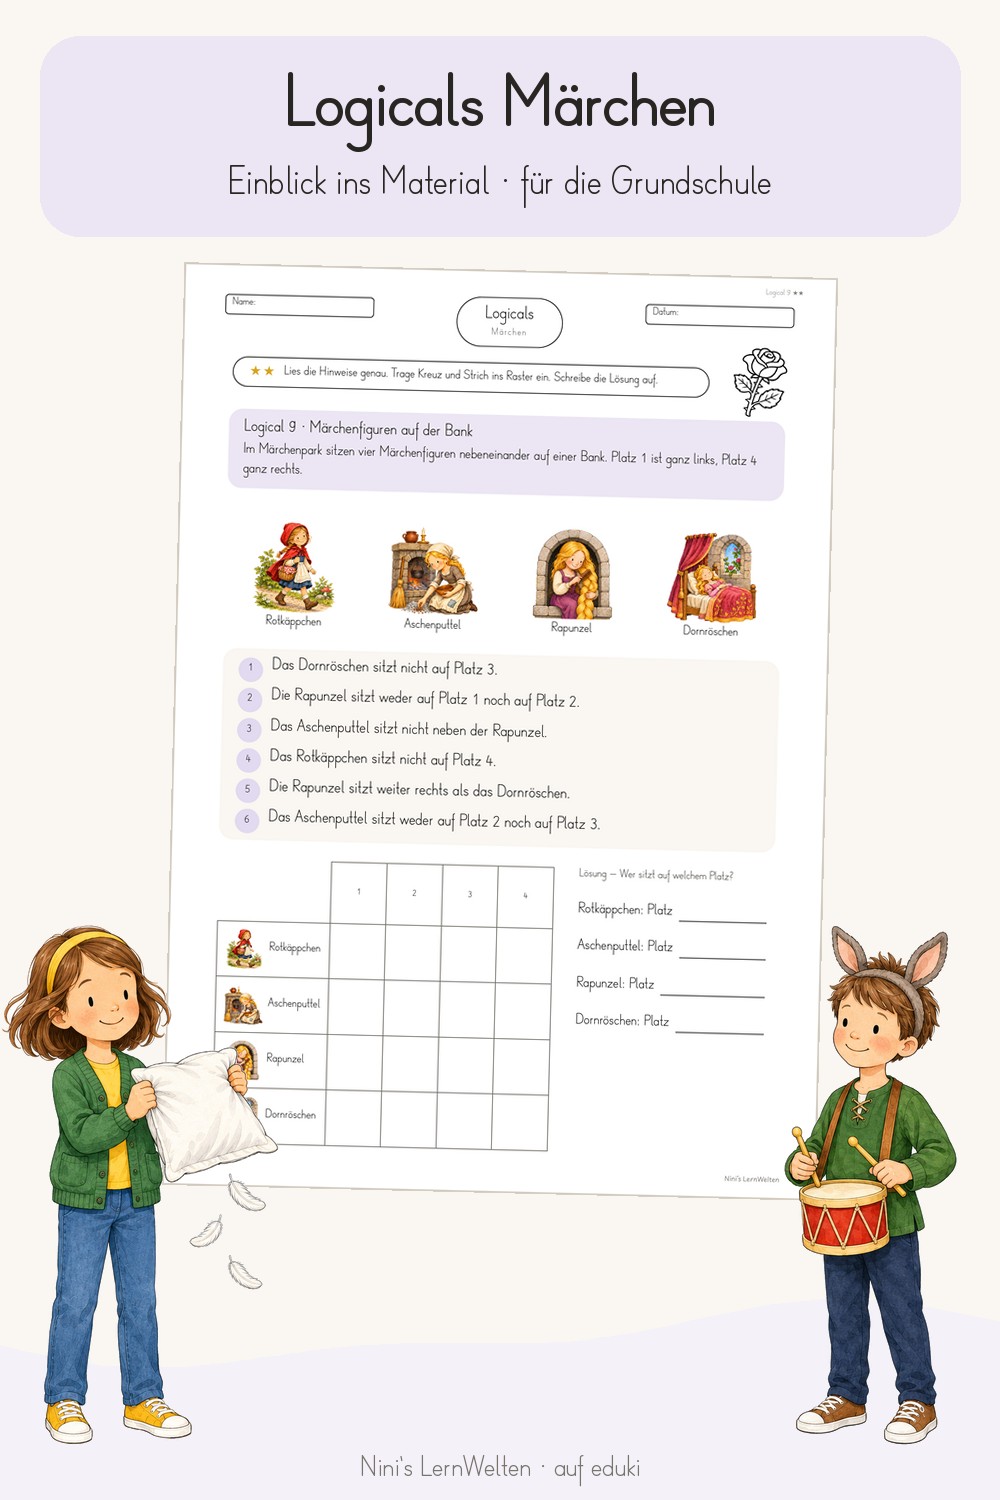 Logicals Märchen
Einblick ins Material · für die Grundschule
Logical 9 ★★
Name:
Logicals
Märchen
Datum:
★★ Lies die Hinweise genau. Trage Kreuz und Strich ins Raster ein. Schreibe die Lösung auf.
Logical 9 · Märchenfiguren auf der Bank
Im Märchenpark sitzen vier Märchenfiguren nebeneinander auf einer Bank. Platz 1 ist ganz links, Platz 4
ganz rechts.
Rotkäppchen
Aschenputtel
Rapunzel
Dornröschen
1 Das Dornröschen sitzt nicht auf Platz 3.
2 Die Rapunzel sitzt weder auf Platz 1 noch auf Platz 2.
3 Das Aschenputtel sitzt nicht neben der Rapunzel.
4 Das Rotkäppchen sitzt nicht auf Platz 4.
5 Die Rapunzel sitzt weiter rechts als das Dornröschen.
6 Das Aschenputtel sitzt weder auf Platz 2 noch auf Platz 3.
1 2 3 4
Rotkäppchen
Aschenputtel
Rapunzel
Dornröschen
Lösung – Wer sitzt auf welchem Platz?
Rotkäppchen: Platz
Aschenputtel: Platz
Rapunzel: Platz
Dornröschen: Platz
Nini's LernWelten
Nini's LernWelten · auf eduki